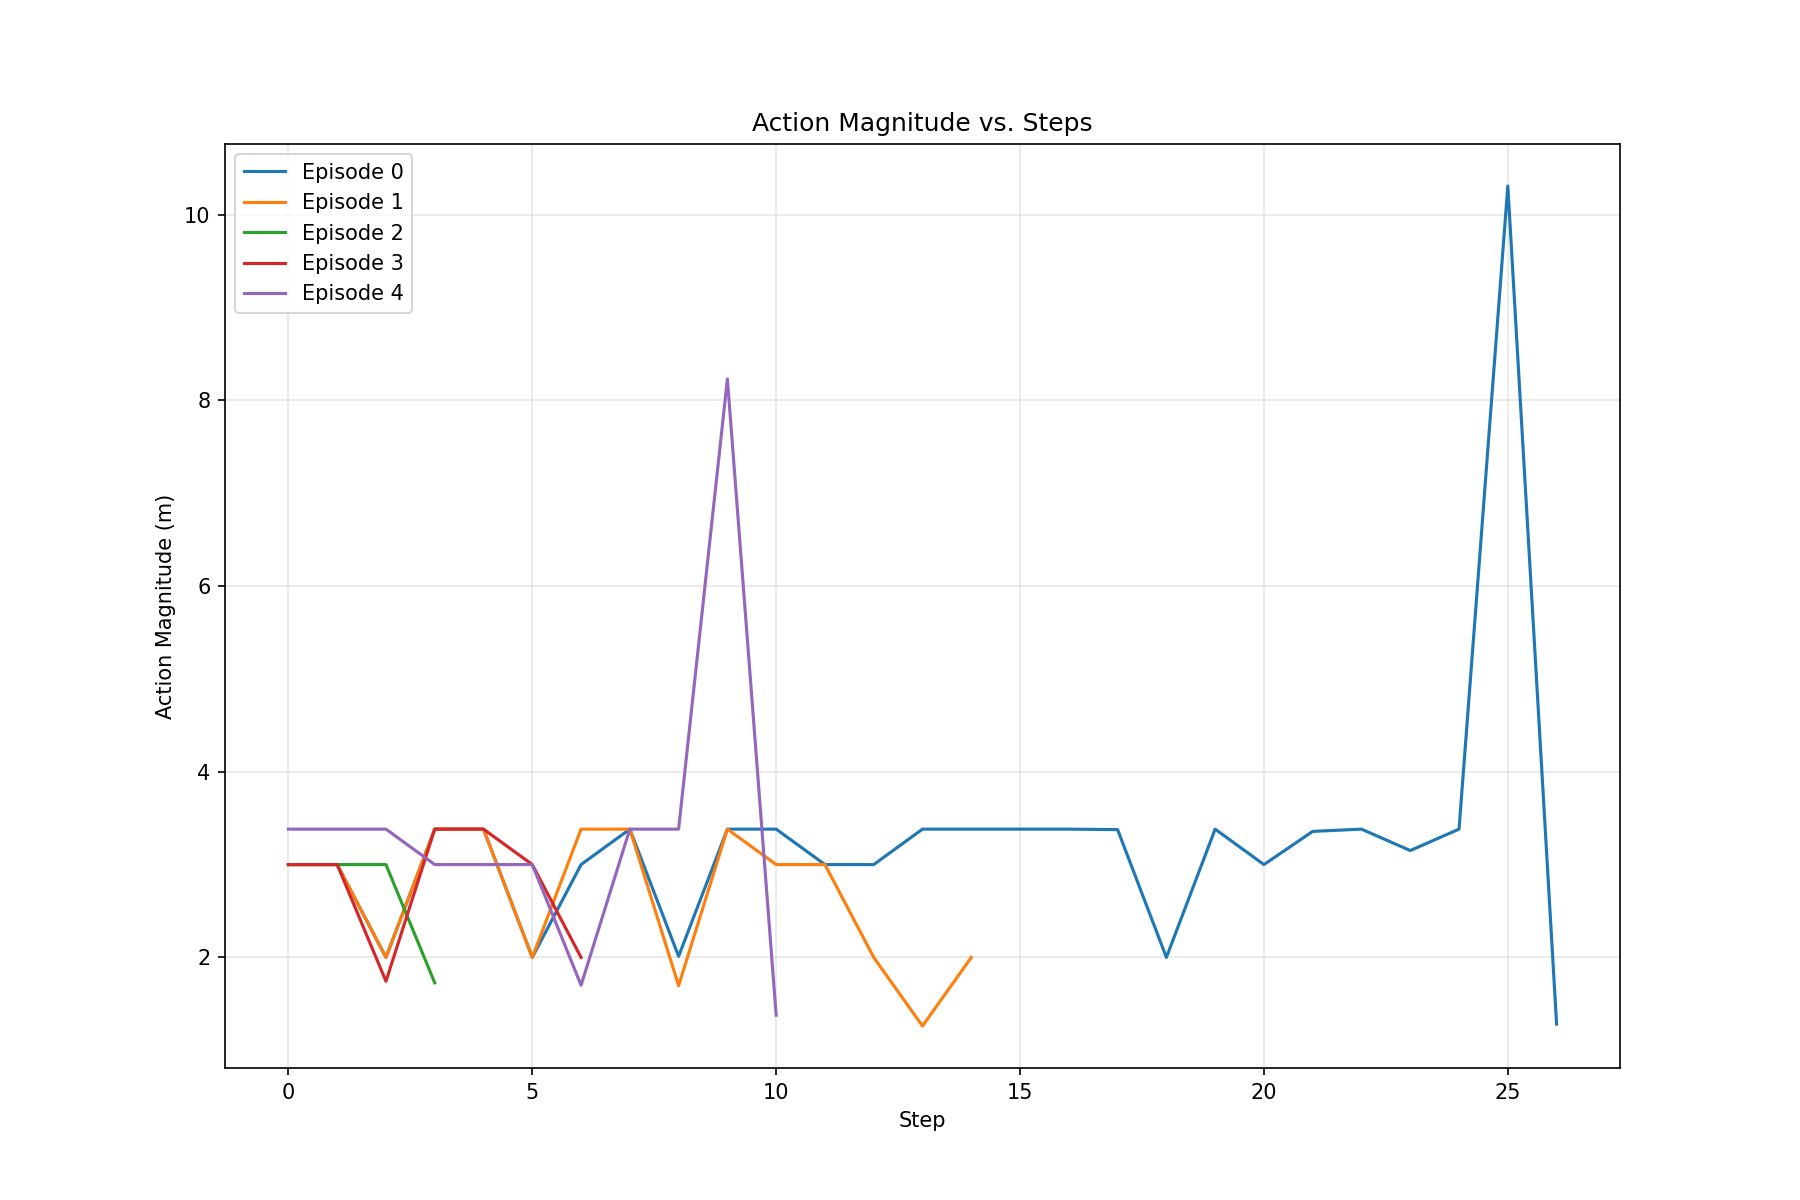 Action Magnitude vs. Steps
Episode 0
Episode 1
Episode 2
Episode 3
Episode 4
10
8
6
4
2
Action Magnitude (m)
0 5 10 15 20 25
Step